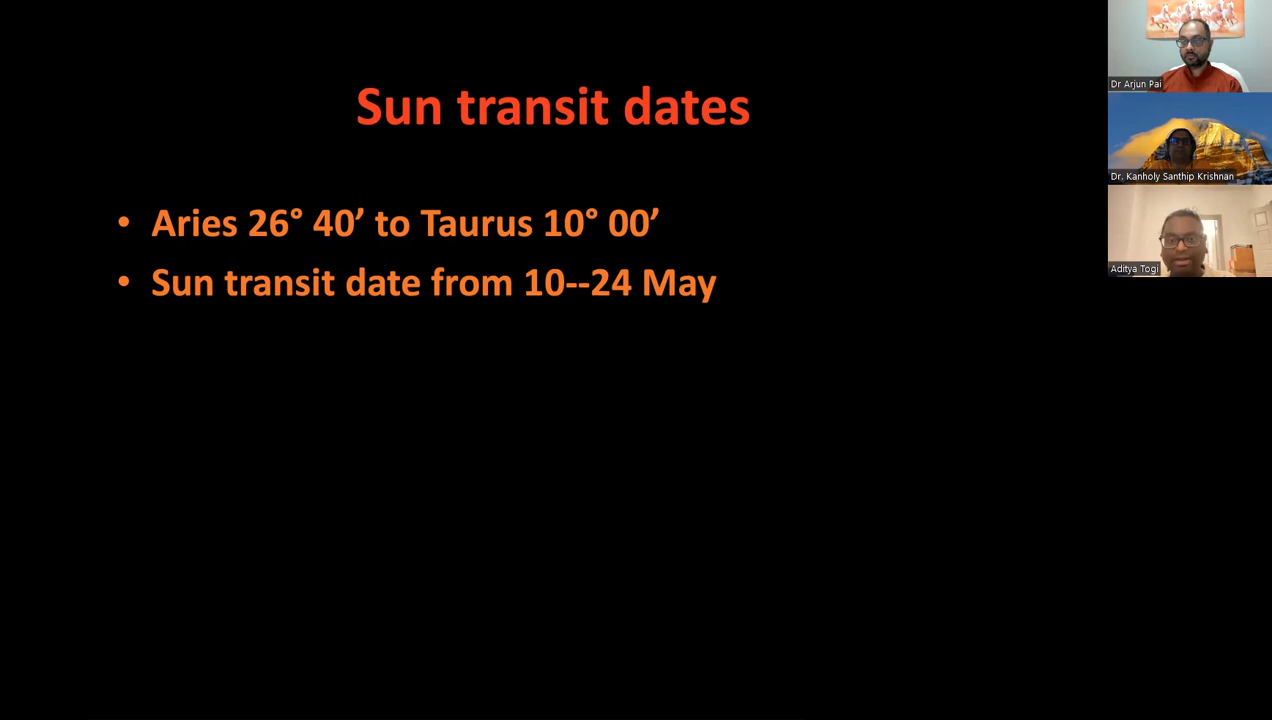 Sun transit dates
• Aries 26° 40’ to Taurus 10° 00’
• Sun transit date from 10--24 May
Dr Arjun Pai
Dr. Kanholy Santhip Krishnan
Aditya Togi